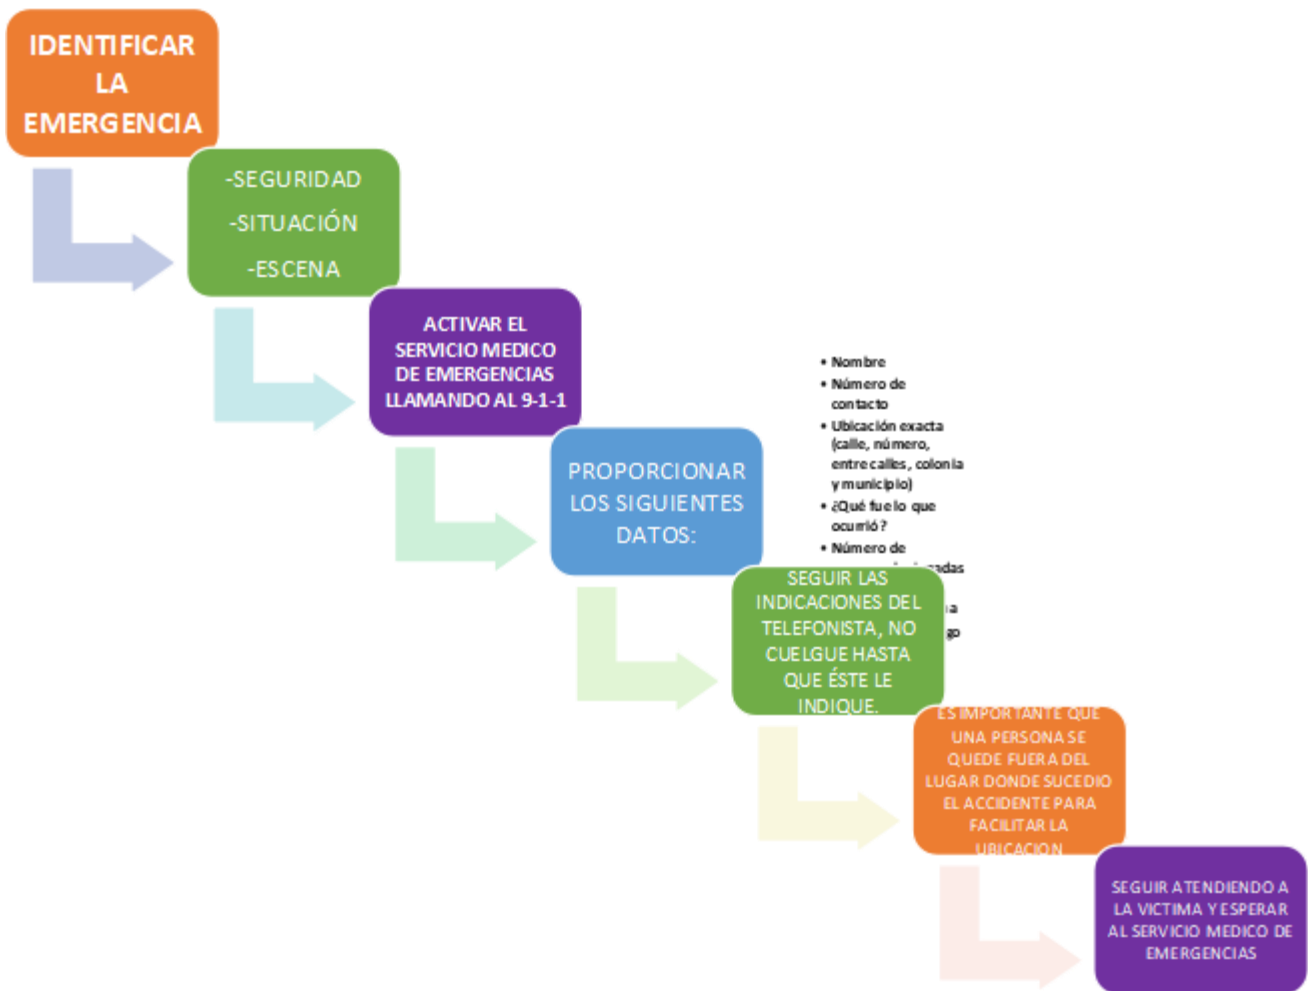 IDENTIFICAR
LA
EMERGENCIA
-SEGURIDAD
-SITUACIÓN
-ESCENA
ACTIVAR EL
SERVICIO MEDICO
DE EMERGENCIAS
LLAMANDO AL 9-1-1
PROPORCIONAR
LOS SIGUIENTES
DATOS:
• Nombre
• Número de
contacto
• Ubicación exacta
(calle, número,
entre calles, colonia
y municipio)
• ¿Qué fue lo que
ocurrió?
• Número de
SEGUIR LAS
INDICACIONES DEL
TELEFONISTA, NO
CUELGUE HASTA
QUE ÉSTE LE
INDIQUE.
ES IMPORTANTE QUE
UNA PERSONA SE
QUEDE FUERA DEL
LUGAR DONDE SUCEDIO
EL ACCIDENTE PARA
FACILITAR LA
UBICACION
SEGUIR ATENDIENDO A
LA VICTIMA Y ESPERAR
AL SERVICIO MEDICO DE
EMERGENCIAS